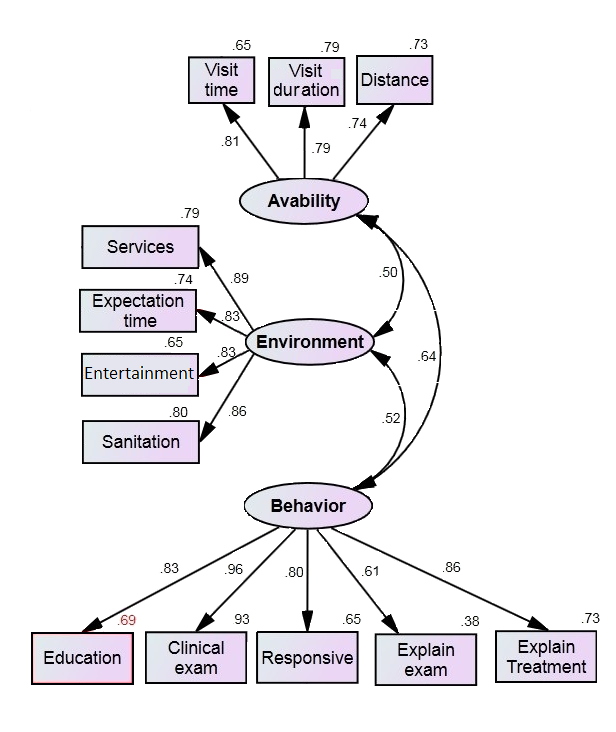 .65
.79
.73
Visit
time
Visit
duration
Distance
.81
.79
.74
Avability
.79
Services
.89
.50
.74
Expectation
time
.83
Environment
.64
.65
Entertainment
.83
.80
Sanitation
.86
.52
Behavior
.83
.96
.80
.61
.86
.69
93
.65
.38
.73
Education
Clinical
exam
Responsive
Explain
exam
Explain
Treatment